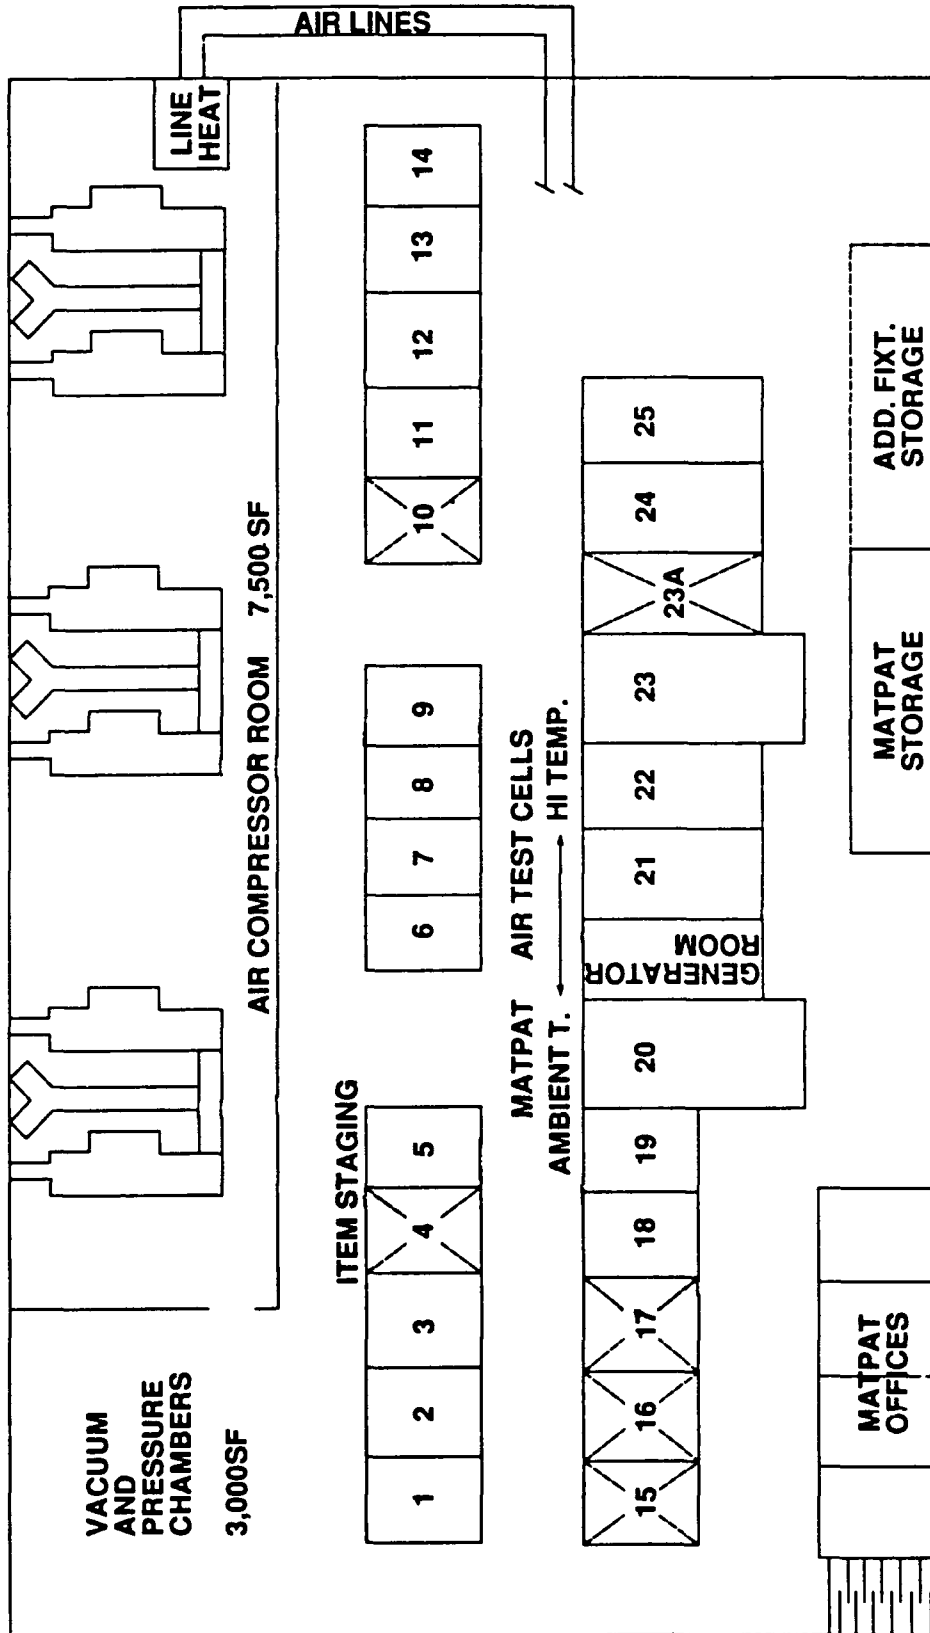 VACUUM
AND
PRESSURE
CHAMBERS
3,000SF
AIR COMPRESSOR ROOM 7,500 SF
LINE
HEAT
AIR LINES
ITEM STAGING
1
2
3
4
5
6
7
8
9
10
11
12
13
14
MATPAT AIR TEST CELLS
AMBIENT T. HI TEMP.
15
16
17
18
19
20
GENERATOR
ROOM
21
22
23
23A
24
25
MATPAT
OFFICES
MATPAT
STORAGE
ADD. FIXT.
STORAGE